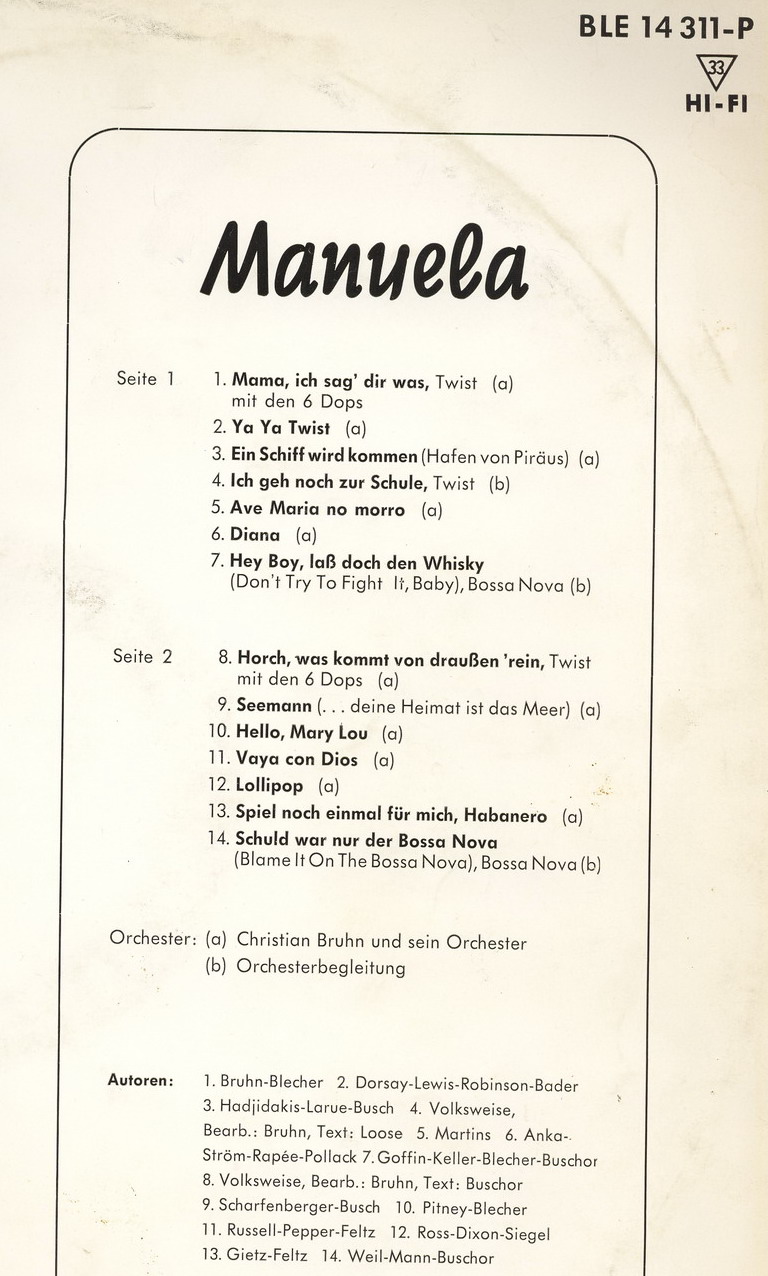 BLE 14 311-P
33
HI-FI
Manuela
Seite 1 1. Mama, ich sag' dir was, Twist (a)
mit den 6 Dops
2. Ya Ya Twist (a)
3. Ein Schiff wird kommen (Hafen von Piräus) (a)
4. Ich geh noch zur Schule, Twist (b)
5. Ave Maria no morro (a)
6. Diana (a)
7. Hey Boy, laß doch den Whisky
(Don't Try To Fight It, Baby), Bossa Nova (b)
Seite 2 8. Horch, was kommt von draußen 'rein, Twist
mit den 6 Dops (a)
9. Seemann (... deine Heimat ist das Meer) (a)
10. Hello, Mary Lou (a)
11. Vaya con Dios (a)
12. Lollipop (a)
13. Spiel noch einmal für mich, Habanero (a)
14. Schuld war nur der Bossa Nova
(Blame It On The Bossa Nova), Bossa Nova (b)
Orchester: (a) Christian Bruhn und sein Orchester
(b) Orchesterbegleitung
Autoren: 1. Bruhn-Blecher 2. Dorsay-Lewis-Robinson-Bader
3. Hadjidakis-Larue-Busch 4. Volksweise,
Bearb.: Bruhn, Text: Loose 5. Martins 6. Anka-
Ström-Rapée-Pollack 7. Goffin-Keller-Blecher-Buschor
8. Volksweise, Bearb.: Bruhn, Text: Buschor
9. Scharfenberger-Busch 10. Pitney-Blecher
11. Russell-Pepper-Feltz 12. Ross-Dixon-Siegel
13. Gietz-Feltz 14. Weil-Mann-Buschor